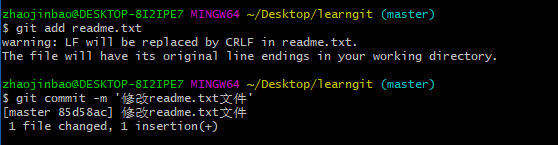 zhaojinbao@DESKTOP-8I2IPE7 MINGW64 ~/Desktop/learngit (master)
$ git add readme.txt
warning: LF will be replaced by CRLF in readme.txt.
The file will have its original line endings in your working directory.
zhaojinbao@DESKTOP-8I2IPE7 MINGW64 ~/Desktop/learngit (master)
$ git commit -m '修改readme.txt文件'
[master 85d58ac] 修改readme.txt文件
1 file changed, 1 insertion(+)